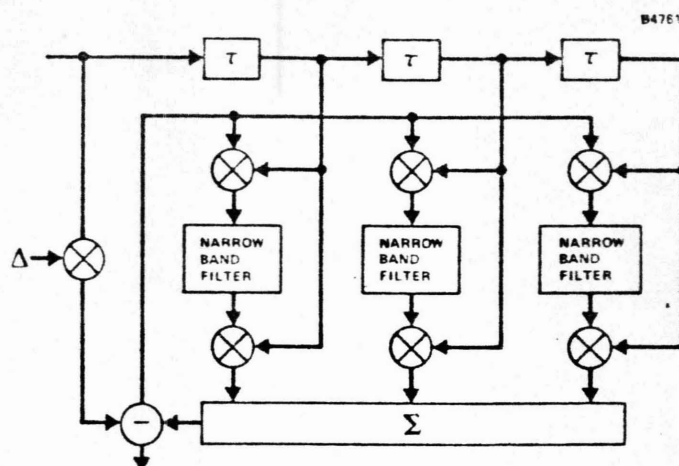 B4761
τ τ τ
NARROW
BAND
FILTER
NARROW
BAND
FILTER
NARROW
BAND
FILTER
Δ
−
Σ